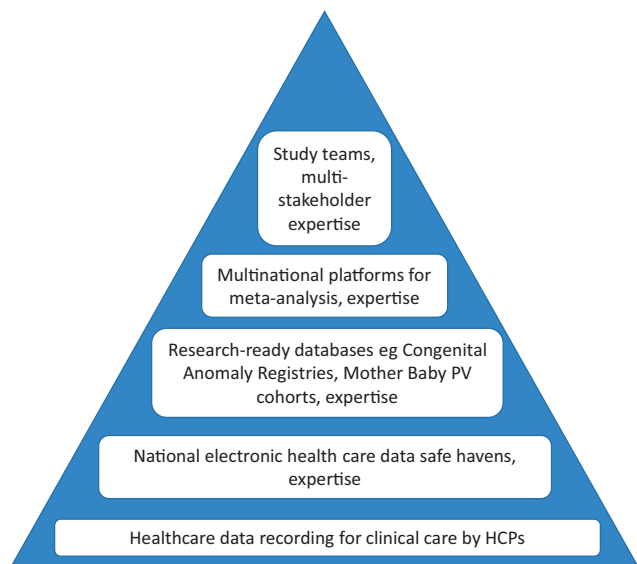 Study teams,
multi-
stakeholder
expertise
Multinational platforms for
meta-analysis, expertise
Research-ready databases eg Congenital
Anomaly Registries, Mother Baby PV
cohorts, expertise
National electronic health care data safe havens,
expertise
Healthcare data recording for clinical care by HCPs